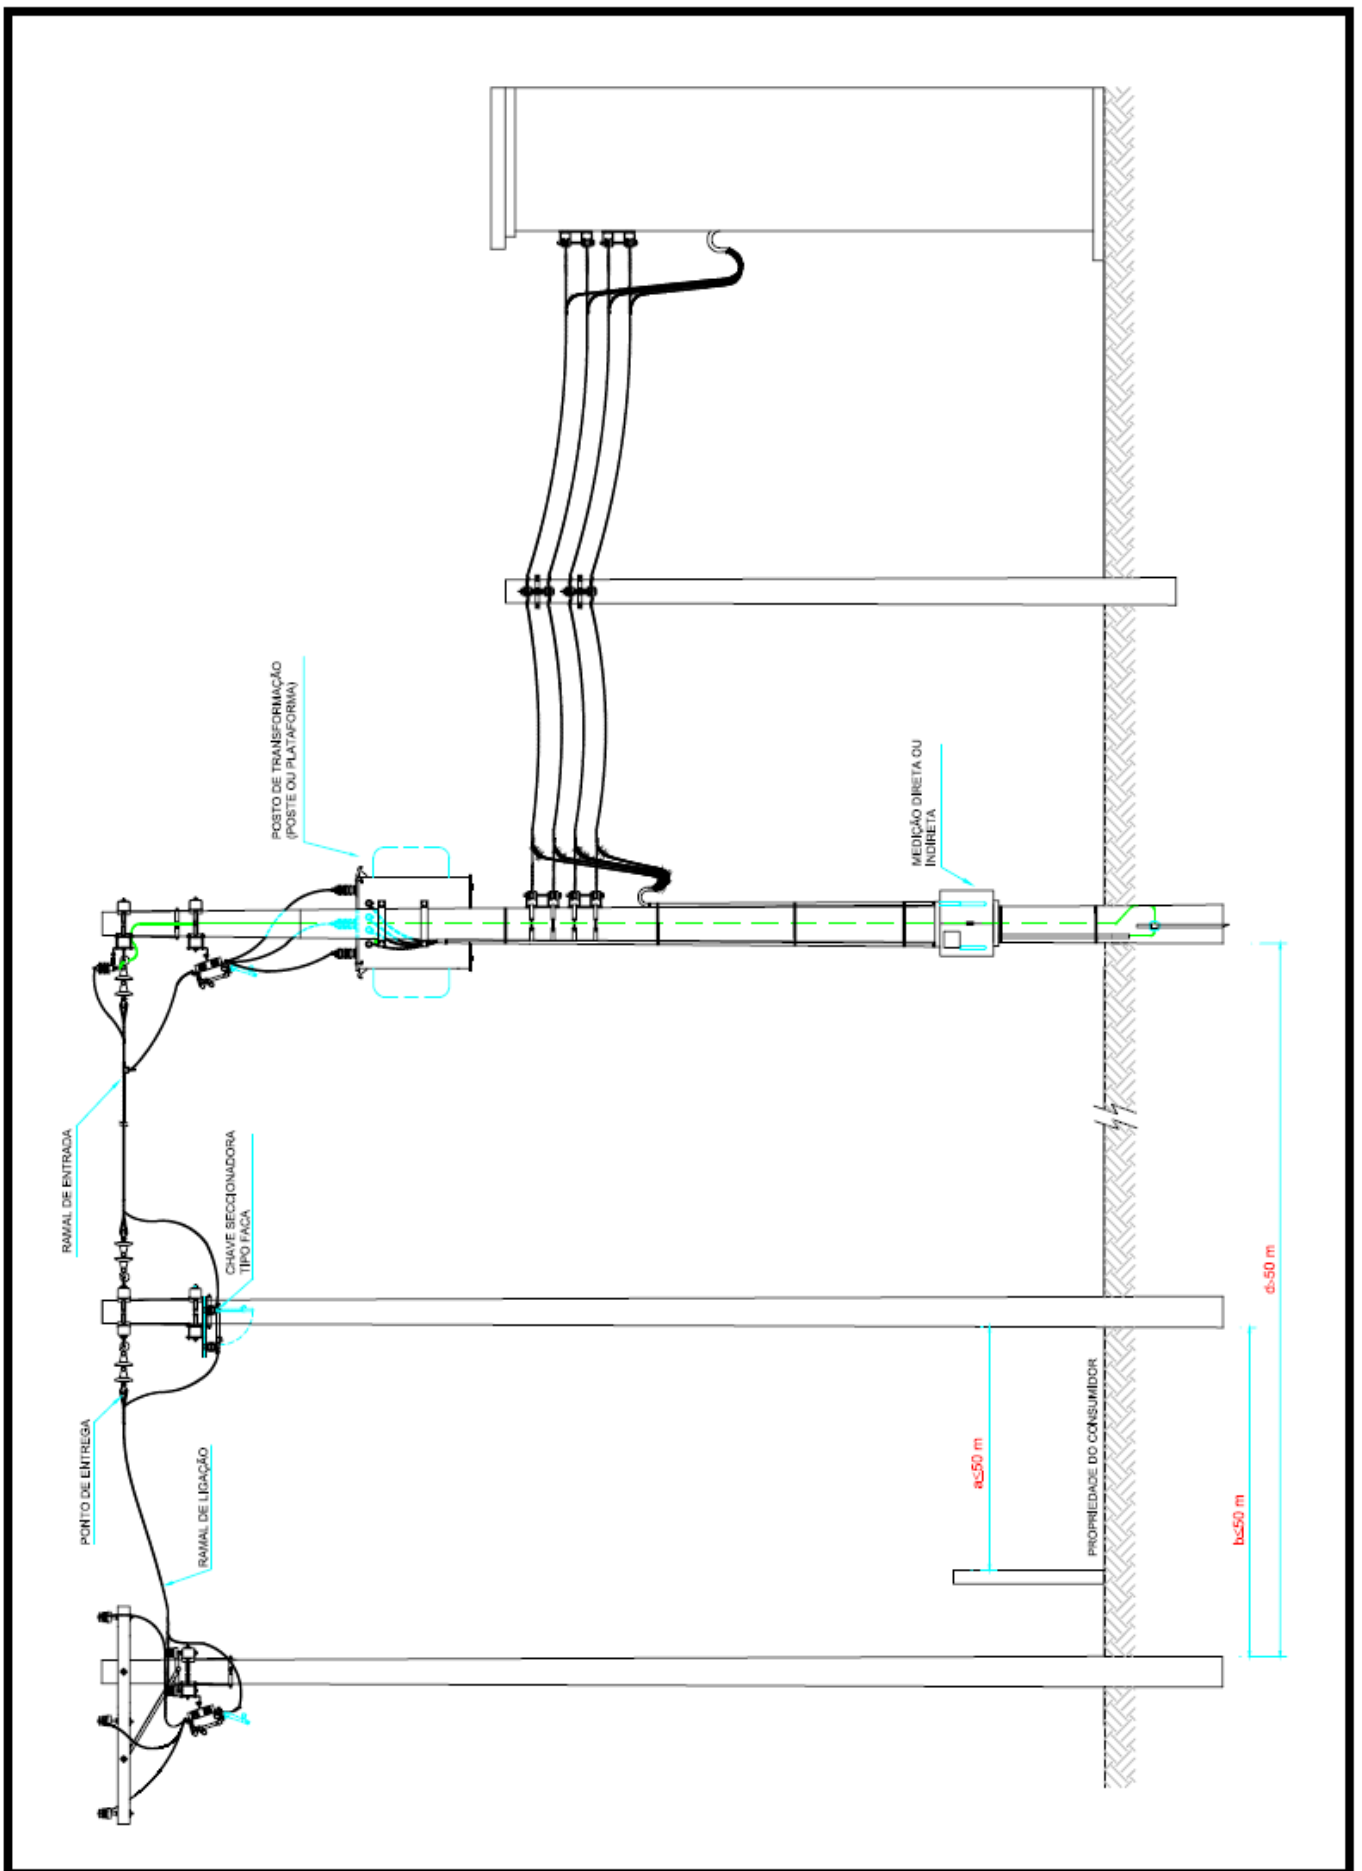 RAMAL DE LIGAÇÃO
PONTO DE ENTREGA
CHAVE SECCIONADORA
TIPO FACA
RAMAL DE ENTRADA
POSTO DE TRANSFORMAÇÃO
(POSTE OU PLATAFORMA)
MEDIÇÃO DIRETA OU
INDIRETA
a≤50 m
PROPRIEDADE DO CONSUMIDOR
b≤50 m
d>50 m